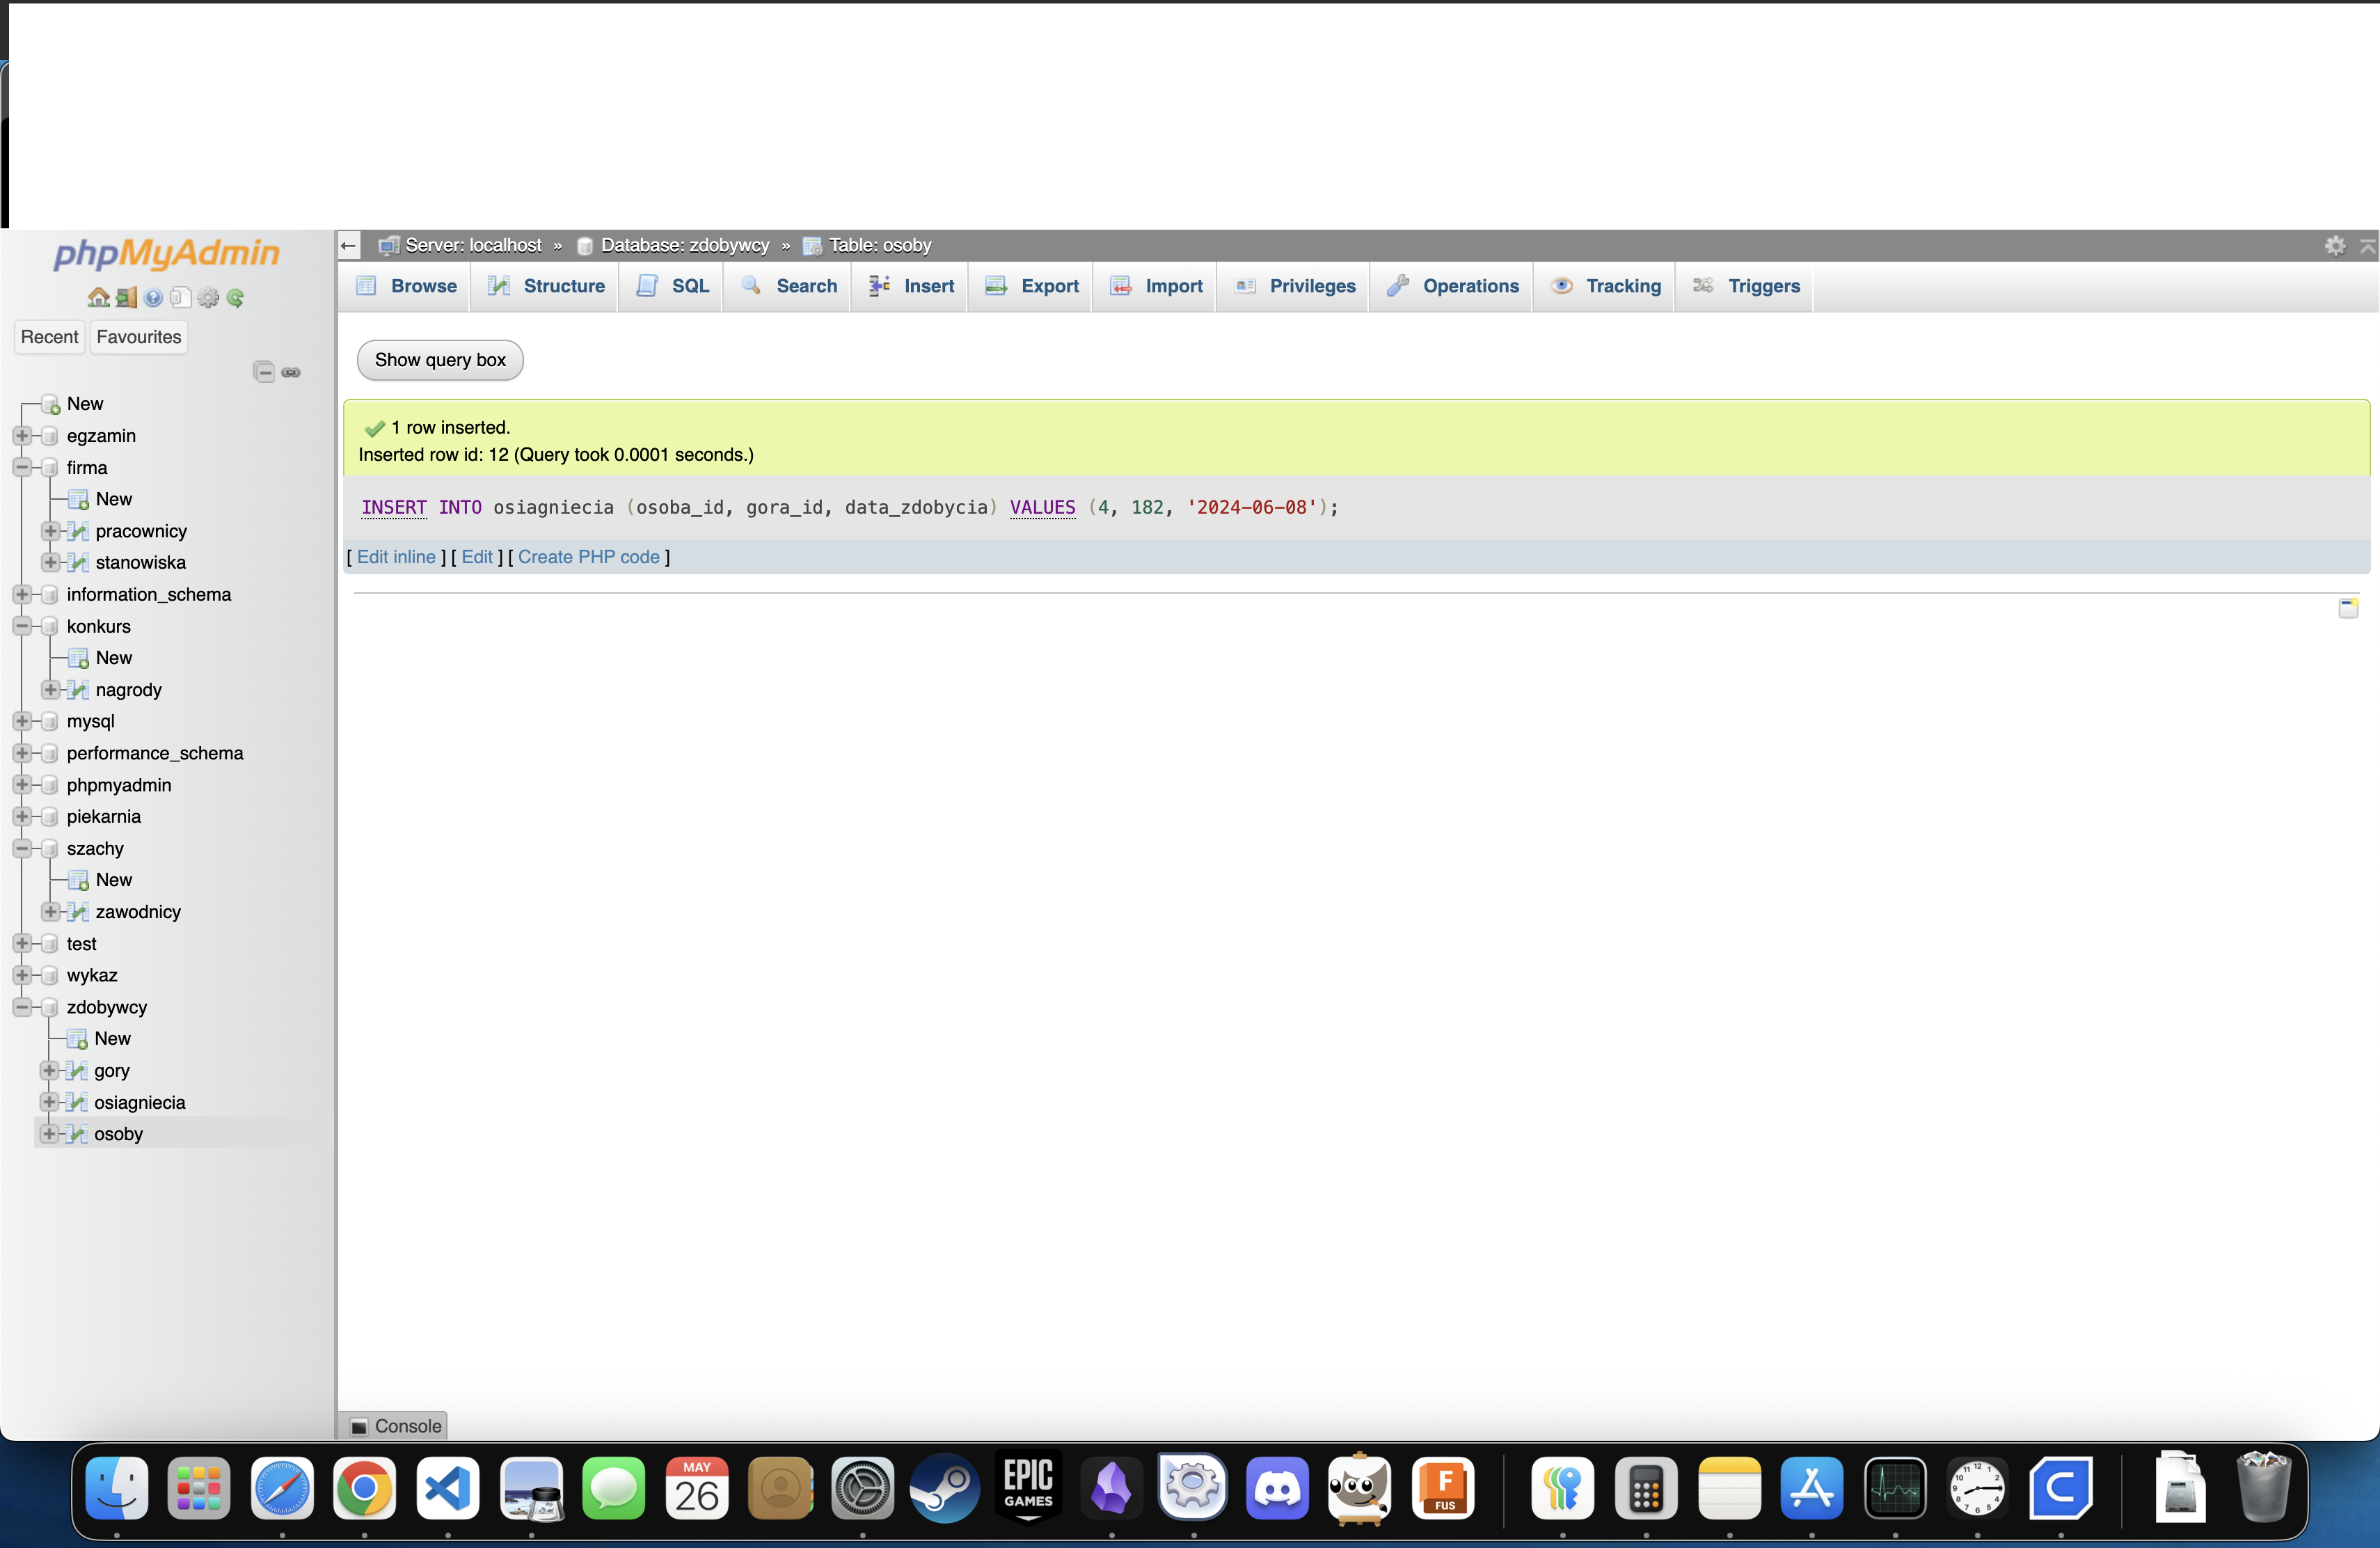 phpMyAdmin
Recent Favourites
New
egzamin
firma
New
pracownicy
stanowiska
information_schema
konkurs
New
nagrody
mysql
performance_schema
phpmyadmin
piekarnia
szachy
New
zawodnicy
test
wykaz
zdobywcy
New
gory
osiagniecia
osoby
← Server: localhost » Database: zdobywcy » Table: osoby
Browse Structure SQL Search Insert Export Import Privileges Operations Tracking Triggers
Show query box
1 row inserted.
Inserted row id: 12 (Query took 0.0001 seconds.)
INSERT INTO osiagniecia (osoba_id, gora_id, data_zdobycia) VALUES (4, 182, '2024-06-08');
[ Edit inline ] [ Edit ] [ Create PHP code ]
Console
MAY
26
EPIC
GAMES
F
FUS